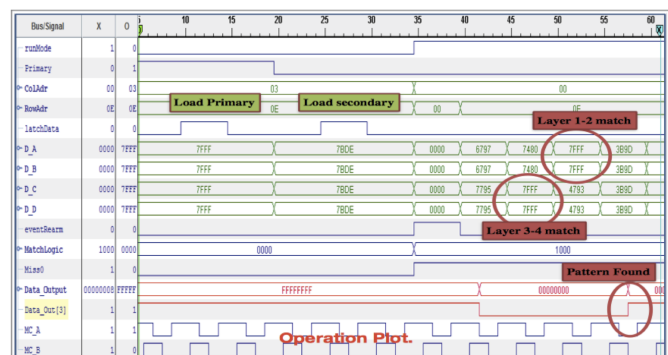 Bus/Signal X O 5 10 15 20 25 30 35 40 45 50 55 60
runMode 1 0
Primary 0 1
ColAdr 00 03 03 00
RowAdr 0E 0E 0E 00 0E
Load Primary Load secondary
Layer 1-2 match
latchData 0 0
D_A 0000 7FFF 7FFF 7BDE 0000 6797 7480 7FFF 3B9D
D_B 0000 7FFF 7FFF 7BDE 0000 6797 7480 7FFF 3B9D
D_C 0000 7FFF 7FFF 7BDE 0000 7795 7FFF 4793 3B9D
D_D 0000 7FFF 7FFF 7BDE 0000 7795 7FFF 4793 3B9D
eventRearm 0 0
Layer 3-4 match
MatchLogic 1000 0000 0000 1000
Miss0 1 0
Pattern Found
Data_Output 00000008 FFFFF FFFFFFFF 00000000
Data_Out[3] 1 1
MC_A 1 1
Operation Plot.
MC_B 1 0